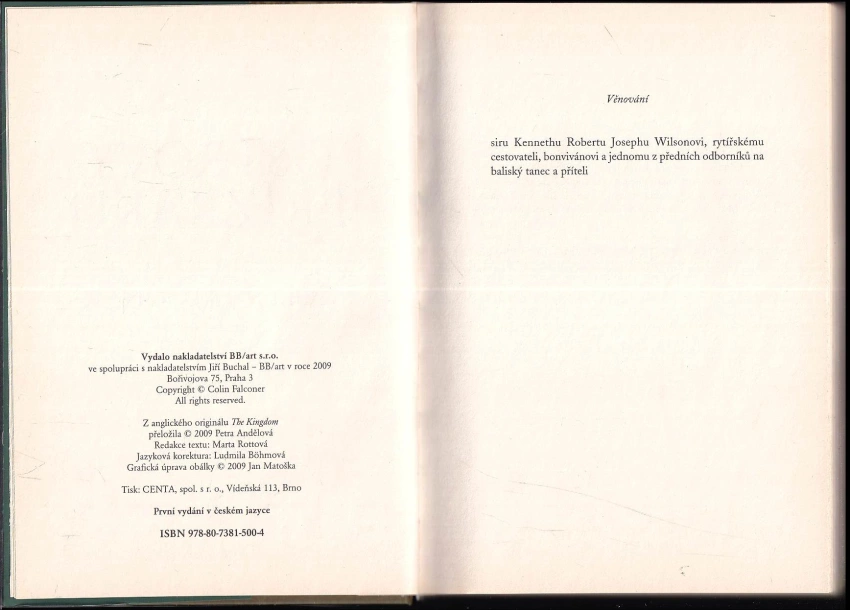 Vydalo nakladatelství BB/art s.r.o.
ve spolupráci s nakladatelstvím Jiří Buchal – BB/art v roce 2009
Bořivojova 75, Praha 3
Copyright © Colin Falconer
All rights reserved.
Z anglického originálu The Kingdom
přeložila © 2009 Petra Andělová
Redakce textu: Marta Rottová
Jazyková korektura: Ludmila Böhmová
Grafická úprava obálky © 2009 Jan Matoška
Tisk: CENTA, spol. s r. o., Vídeňská 113, Brno
První vydání v českém jazyce
ISBN 978-80-7381-500-4
Věnování
siru Kennethu Robertu Josephu Wilsonovi, rytířskému
cestovateli, bonvivánovi a jednomu z předních odborníků na
baliský tanec a příteli